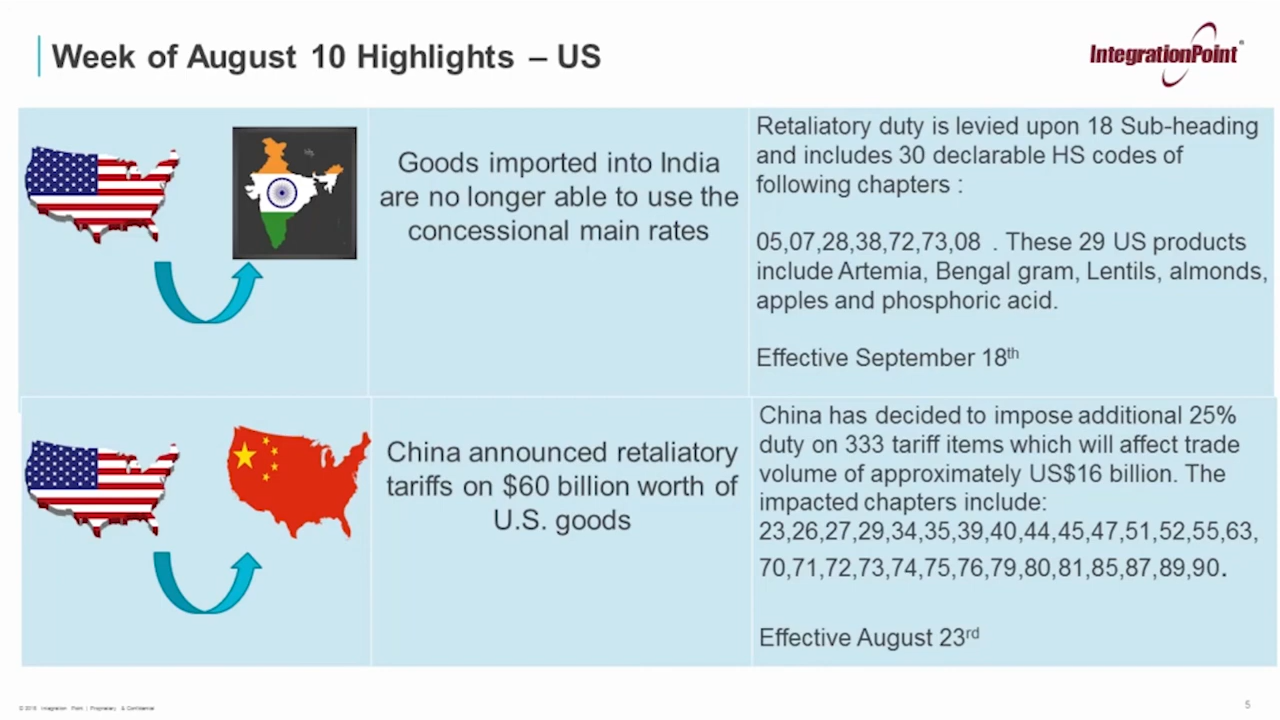 Week of August 10 Highlights – US
IntegrationPoint
Goods imported into India
are no longer able to use the
concessional main rates
Retaliatory duty is levied upon 18 Sub-heading
and includes 30 declarable HS codes of
following chapters :
05,07,28,38,72,73,08 . These 29 US products
include Artemia, Bengal gram, Lentils, almonds,
apples and phosphoric acid.
Effective September 18th
China announced retaliatory
tariffs on $60 billion worth of
U.S. goods
China has decided to impose additional 25%
duty on 333 tariff items which will affect trade
volume of approximately US$16 billion. The
impacted chapters include:
23,26,27,29,34,35,39,40,44,45,47,51,52,55,63,
70,71,72,73,74,75,76,79,80,81,85,87,89,90.
Effective August 23rd
Integration Point | Proprietary & Confidential
5